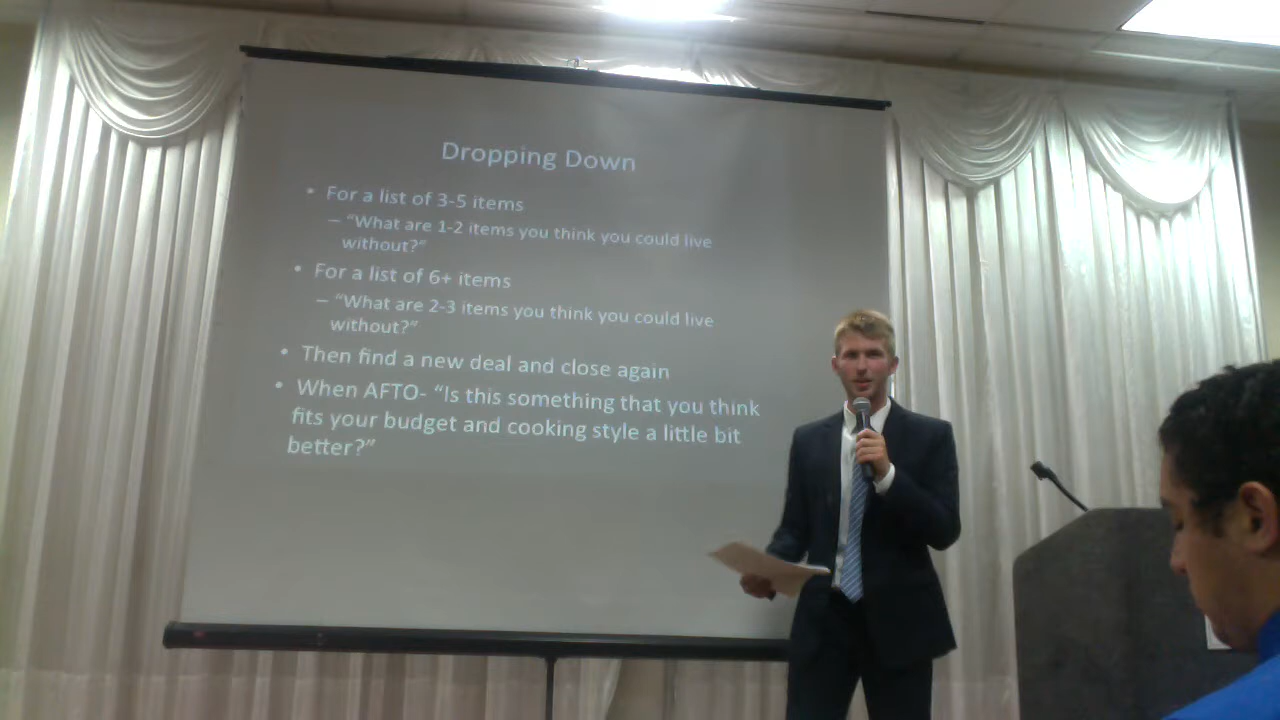 Dropping Down
• For a list of 3-5 items
– "What are 1-2 items you think you could live
without?"
• For a list of 6+ items
– "What are 2-3 items you think you could live
without?"
• Then find a new deal and close again
• When AFTO- "Is this something that you think
fits your budget and cooking style a little bit
better?"